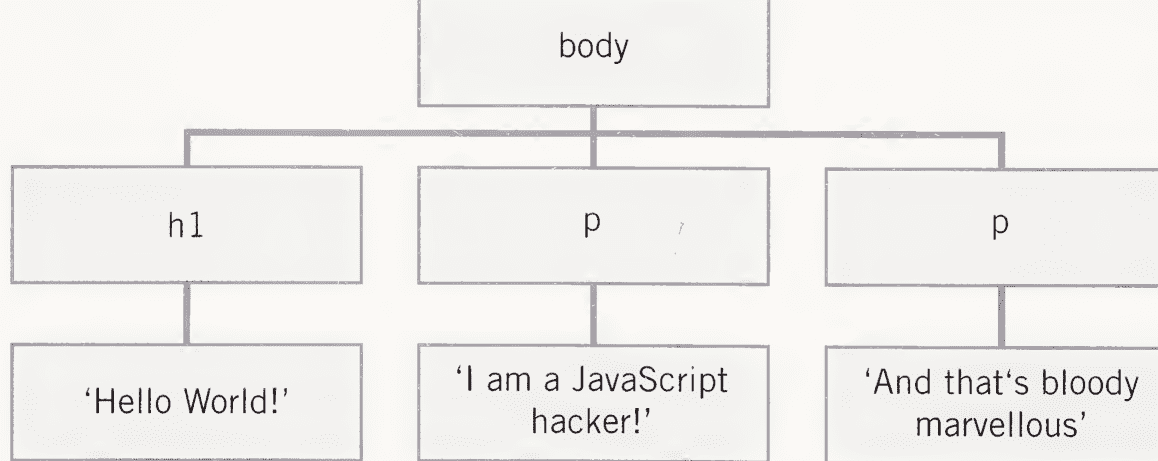 body
h1
p
p
‘Hello World!’
‘I am a JavaScript
hacker!’
‘And that‘s bloody
marvellous’